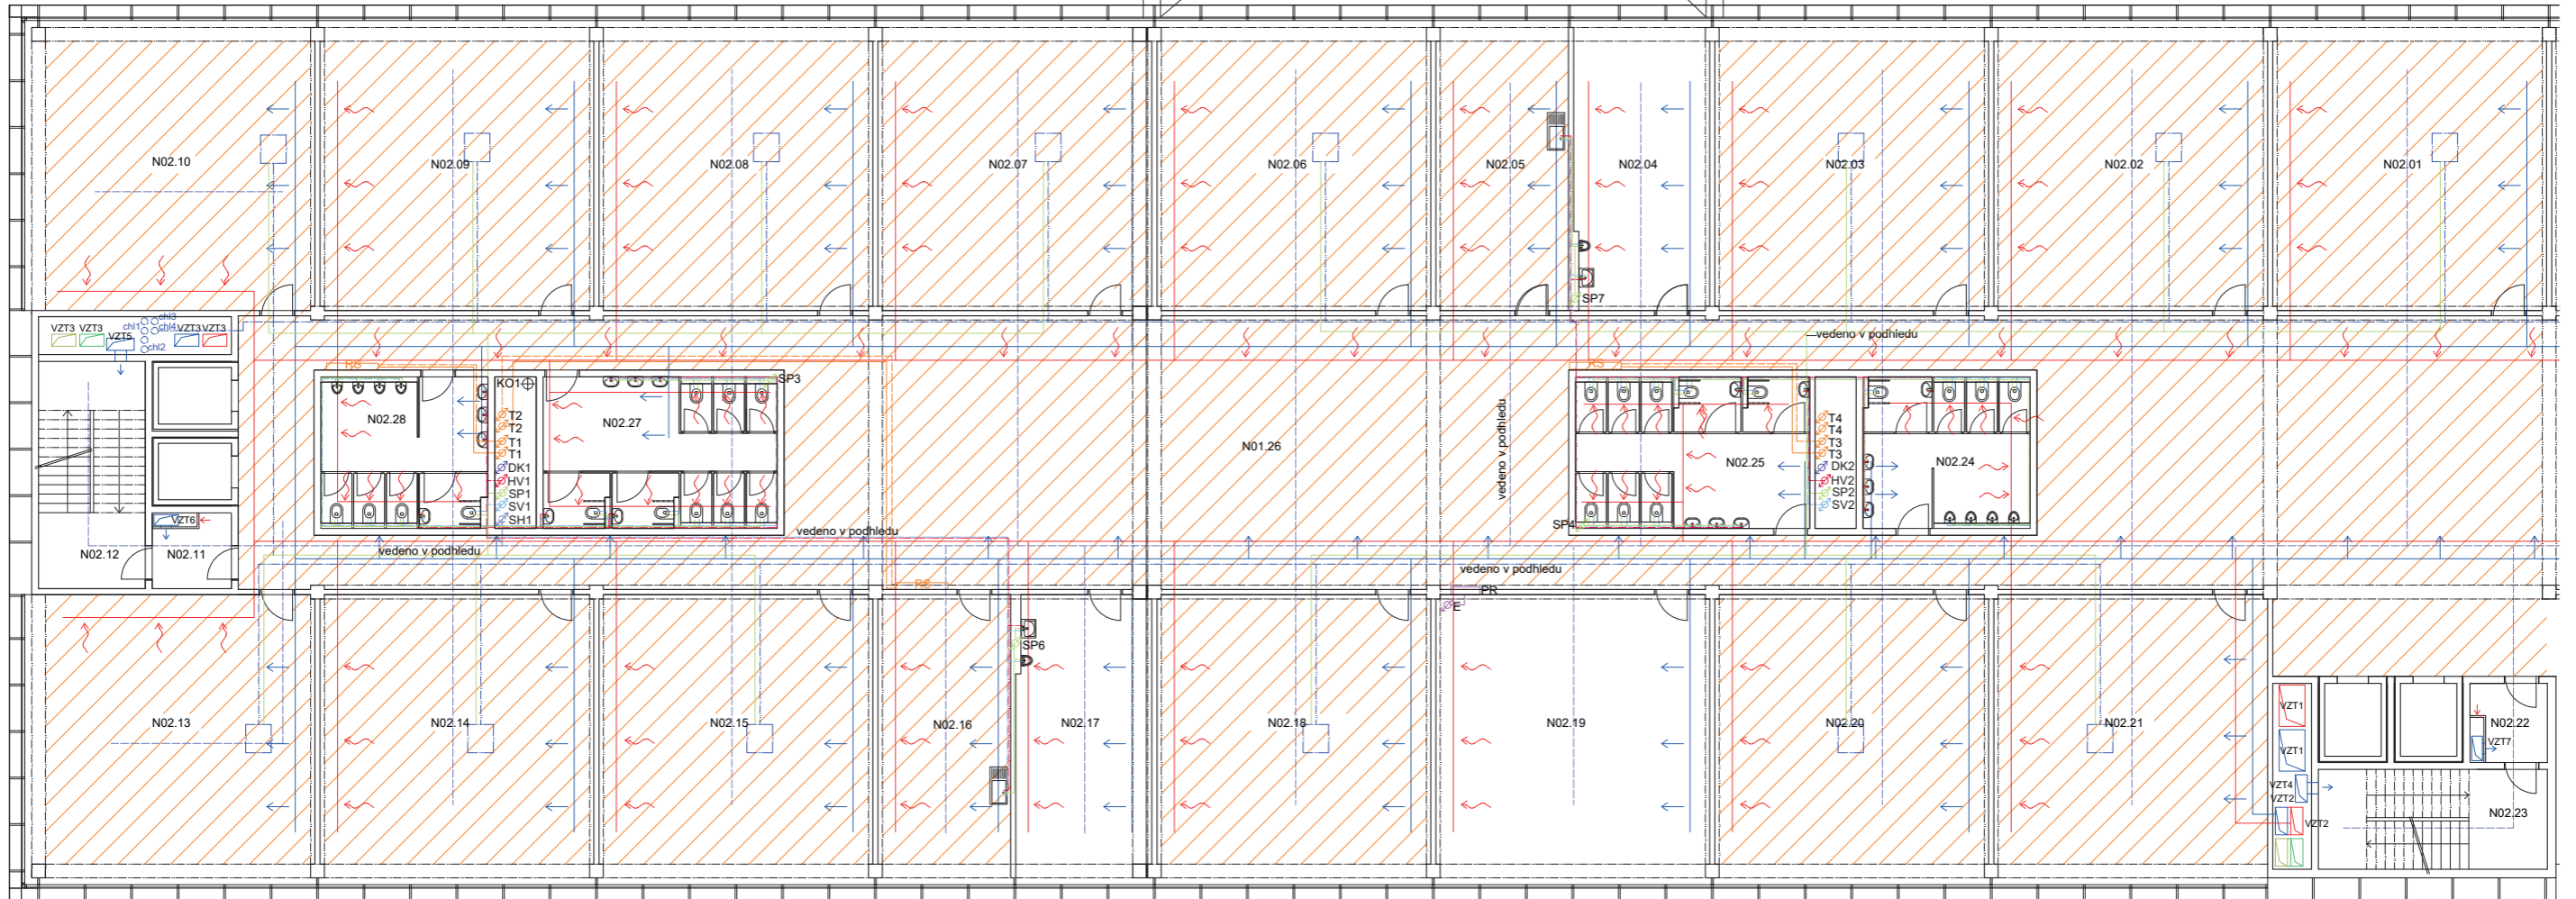 N02.10
N02.09
N02.08
N02.07
N02.06
N02.05
N02.04
N02.03
N02.02
N02.01
SP7
VZT3
VZT3
VZT5
chl1
chl3
chl4
chl2
VZT3
VZT3
vedeno v podhledu
RS
RS
KO1
SP3
N02.28
T2
T2
T1
T1
DK1
HV1
SP1
SV1
SH1
N02.27
N01.26
vedeno v podhledu
N02.25
T4
T4
T3
T3
DK2
HV2
SP2
SV2
N02.24
SP4
VZT6
N02.12
N02.11
vedeno v podhledu
vedeno v podhledu
vedeno v podhledu
RS
PR
E
SP6
N02.13
N02.14
N02.15
N02.16
N02.17
N02.18
N02.19
N02.20
N02.21
VZT1
VZT1
N02.22
VZT7
VZT4
VZT2
VZT2
N02.23